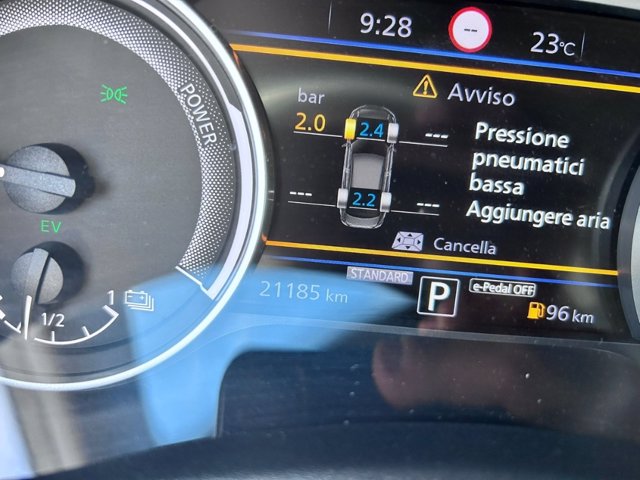 9:28
--
23°C
Avviso
bar
2.0
2.4
---
Pressione
pneumatici
bassa
Aggiungere aria
---
2.2
---
Cancella
POWER
EV
1/2
1
STANDARD
21185 km
P
e-Pedal OFF
96 km